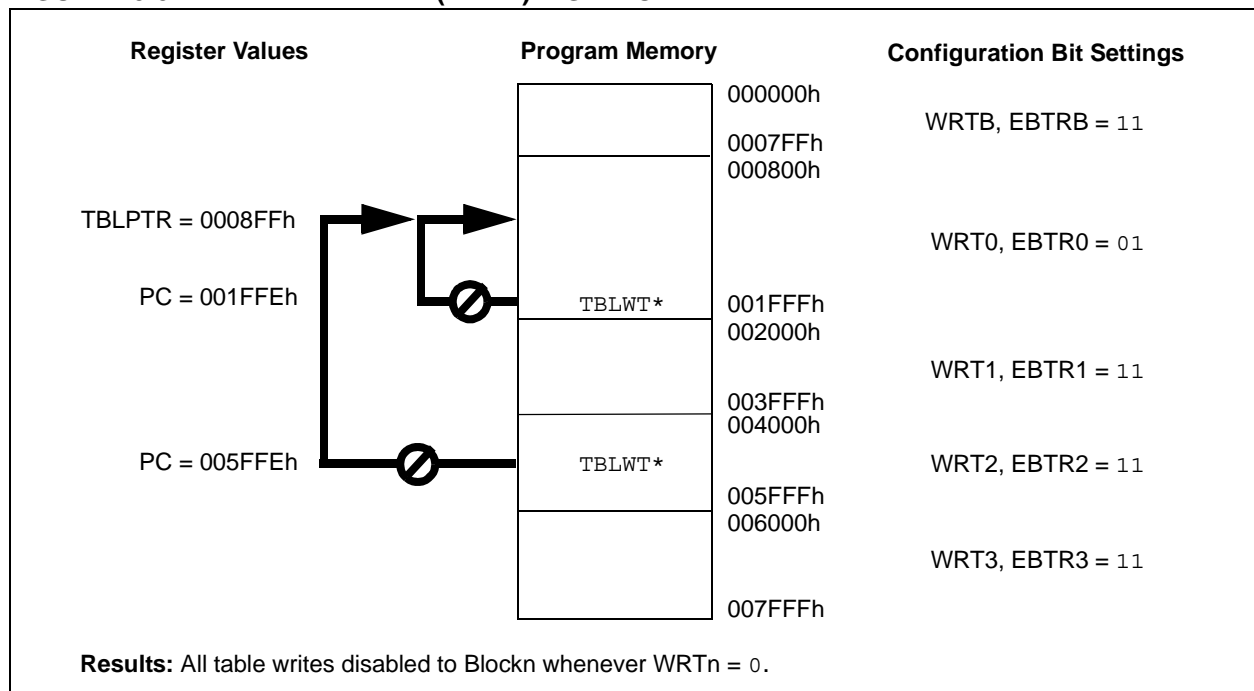 Register Values Program Memory Configuration Bit Settings
000000h
WRTB, EBTRB = 11
0007FFh
000800h
TBLPTR = 0008FFh
WRT0, EBTR0 = 01
PC = 001FFEh TBLWT* 001FFFh
002000h
WRT1, EBTR1 = 11
003FFFh
004000h
PC = 005FFEh TBLWT* WRT2, EBTR2 = 11
005FFFh
006000h
WRT3, EBTR3 = 11
007FFFh
Results: All table writes disabled to Blockn whenever WRTn = 0.